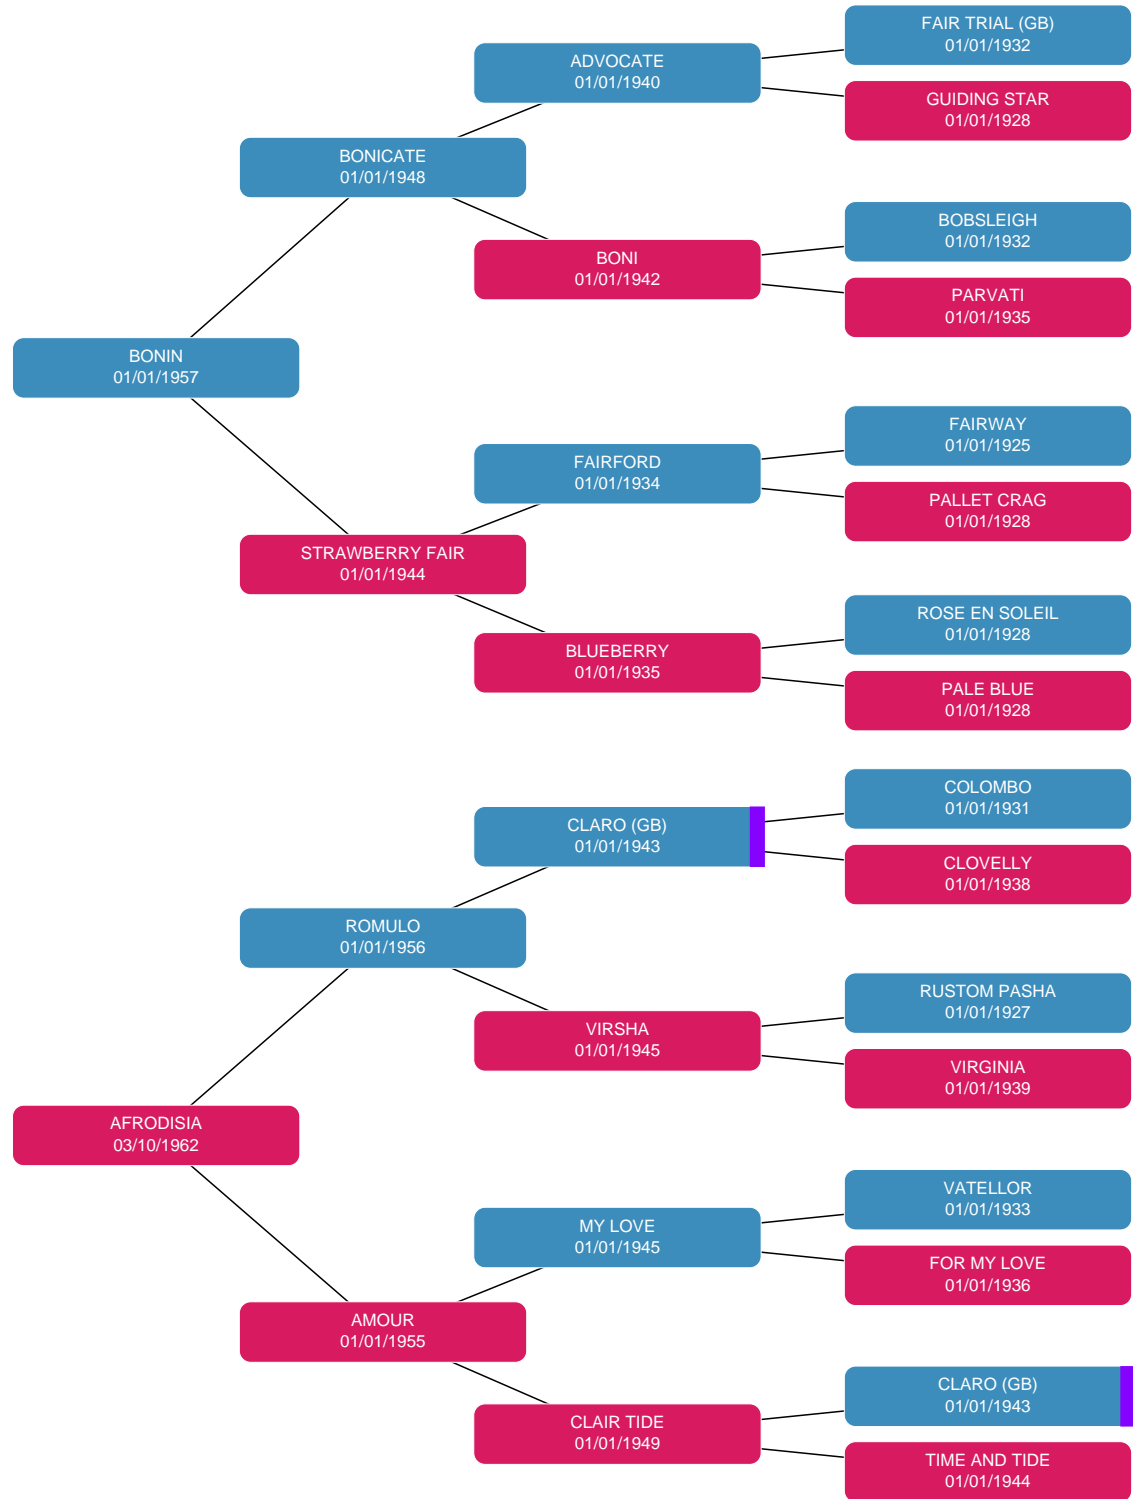 FAIR TRIAL (GB)
01/01/1932
ADVOCATE
01/01/1940
GUIDING STAR
01/01/1928
BONICATE
01/01/1948
BOBSLEIGH
01/01/1932
BONI
01/01/1942
PARVATI
01/01/1935
BONIN
01/01/1957
FAIRWAY
01/01/1925
FAIRFORD
01/01/1934
PALLET CRAG
01/01/1928
STRAWBERRY FAIR
01/01/1944
ROSE EN SOLEIL
01/01/1928
BLUEBERRY
01/01/1935
PALE BLUE
01/01/1928
COLOMBO
01/01/1931
CLARO (GB)
01/01/1943
CLOVELLY
01/01/1938
ROMULO
01/01/1956
RUSTOM PASHA
01/01/1927
VIRSHA
01/01/1945
VIRGINIA
01/01/1939
AFRODISIA
03/10/1962
VATELLOR
01/01/1933
MY LOVE
01/01/1945
FOR MY LOVE
01/01/1936
AMOUR
01/01/1955
CLARO (GB)
01/01/1943
CLAIR TIDE
01/01/1949
TIME AND TIDE
01/01/1944